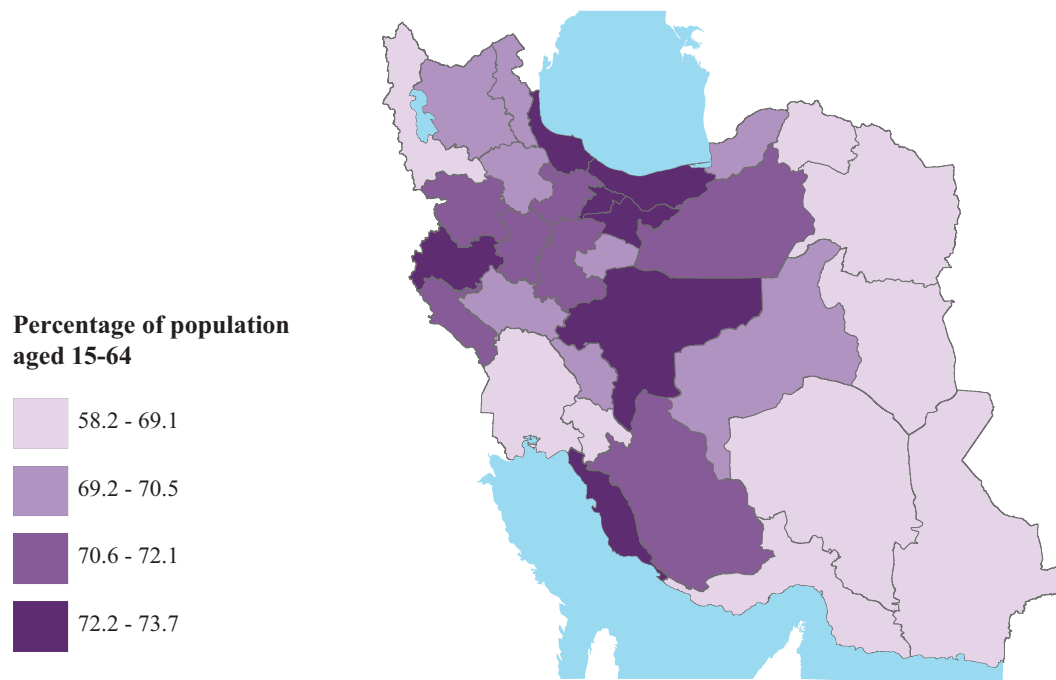 Percentage of population
aged 15-64
58.2 - 69.1
69.2 - 70.5
70.6 - 72.1
72.2 - 73.7